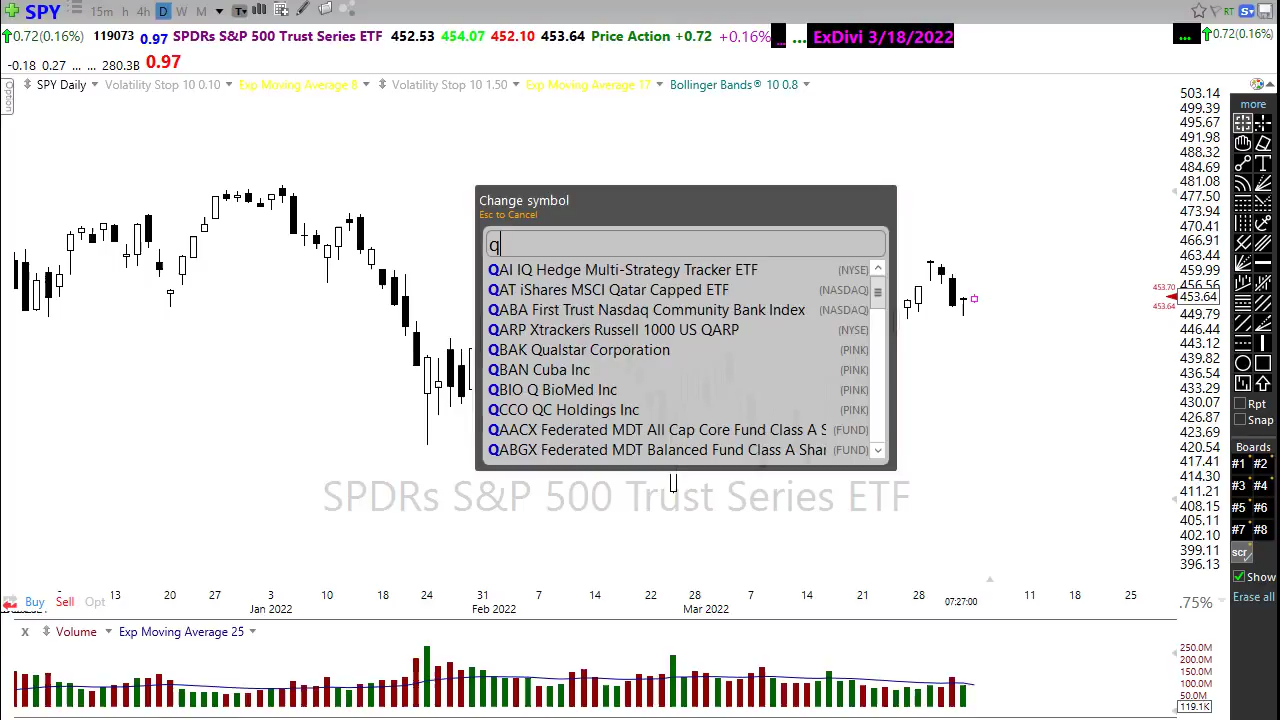 SPY 15m h 4h D W M T RT S
0.72(0.16%) 119073 0.97 SPDRs S&P 500 Trust Series ETF 452.53 454.07 452.10 453.64 Price Action +0.72 +0.16% ... ... ExDivi 3/18/2022 ... 0.72(0.16%)
-0.18 0.27 ... ... 280.3B 0.97
Option
SPY Daily Volatility Stop 10 0.10 Exp Moving Average 8 Volatility Stop 10 1.50 Exp Moving Average 17 Bollinger Bands® 10 0.8
Change symbol
Esc to Cancel
q
QAI IQ Hedge Multi-Strategy Tracker ETF (NYSE)
QAT iShares MSCI Qatar Capped ETF (NASDAQ)
QABA First Trust Nasdaq Community Bank Index (NASDAQ)
QARP Xtrackers Russell 1000 US QARP (NYSE)
QBAK Qualstar Corporation (PINK)
QBAN Cuba Inc (PINK)
QBIO Q BioMed Inc (PINK)
QCCO QC Holdings Inc (PINK)
QAACX Federated MDT All Cap Core Fund Class A S (FUND)
QABGX Federated MDT Balanced Fund Class A Shar (FUND)
SPDRs S&P 500 Trust Series ETF
503.14
499.39
495.67
491.98
488.32
484.69
481.08
477.50
473.94
470.41
466.91
463.44
459.99
456.56
453.70
453.64
453.64
449.79
446.44
443.12
439.82
436.54
433.29
430.07
426.87
423.69
420.54
417.41
414.30
411.21
408.15
405.11
402.10
399.11
396.13
more
T
Rpt
Snap
Boards
#1 #2
#3 #4
#5 #6
#7 #8
scr
Show
Erase all
Buy Sell Opt
13 20 27 3 10 18 24 31 7 14 22 28 7 14 21 28 07:27:00 11 18 25
Jan 2022 Feb 2022 Mar 2022
.75%
x Volume Exp Moving Average 25
250.0M
200.0M
150.0M
100.0M
50.0M
119.1K